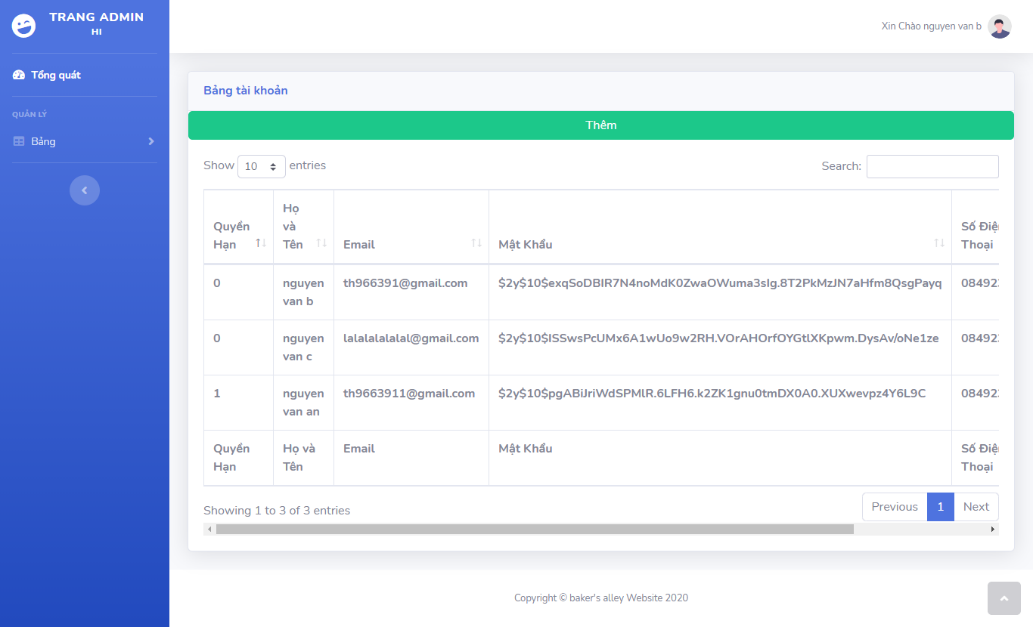 TRANG ADMIN
HI
Xin Chào nguyen van b
Tổng quát
QUẢN LÝ
Bảng
Bảng tài khoản
Thêm
Show 10 entries
Search:
Quyền Hạn
Họ và Tên
Email
Mật Khẩu
Số Điệ
Thoại
0
nguyen van b
th966391@gmail.com
$2y$10$exqSoDBIR7N4noMdK0ZwaOWuma3sIg.8T2PkMzJN7aHfm8QsgPayq
08492
0
nguyen van c
lalalalalalal@gmail.com
$2y$10$ISSwsPcUMx6A1wUo9w2RH.VOrAHOrfOYGtlXKpwm.DysAv/oNe1ze
08492
1
nguyen van an
th9663911@gmail.com
$2y$10$pgABiJriWdSPMlR.6LFH6.k2ZK1gnu0tmDX0A0.XUXwevpz4Y6L9C
08492
Quyền Hạn
Họ và Tên
Email
Mật Khẩu
Số Điệ
Thoại
Showing 1 to 3 of 3 entries
Previous 1 Next
Copyright © baker's alley Website 2020